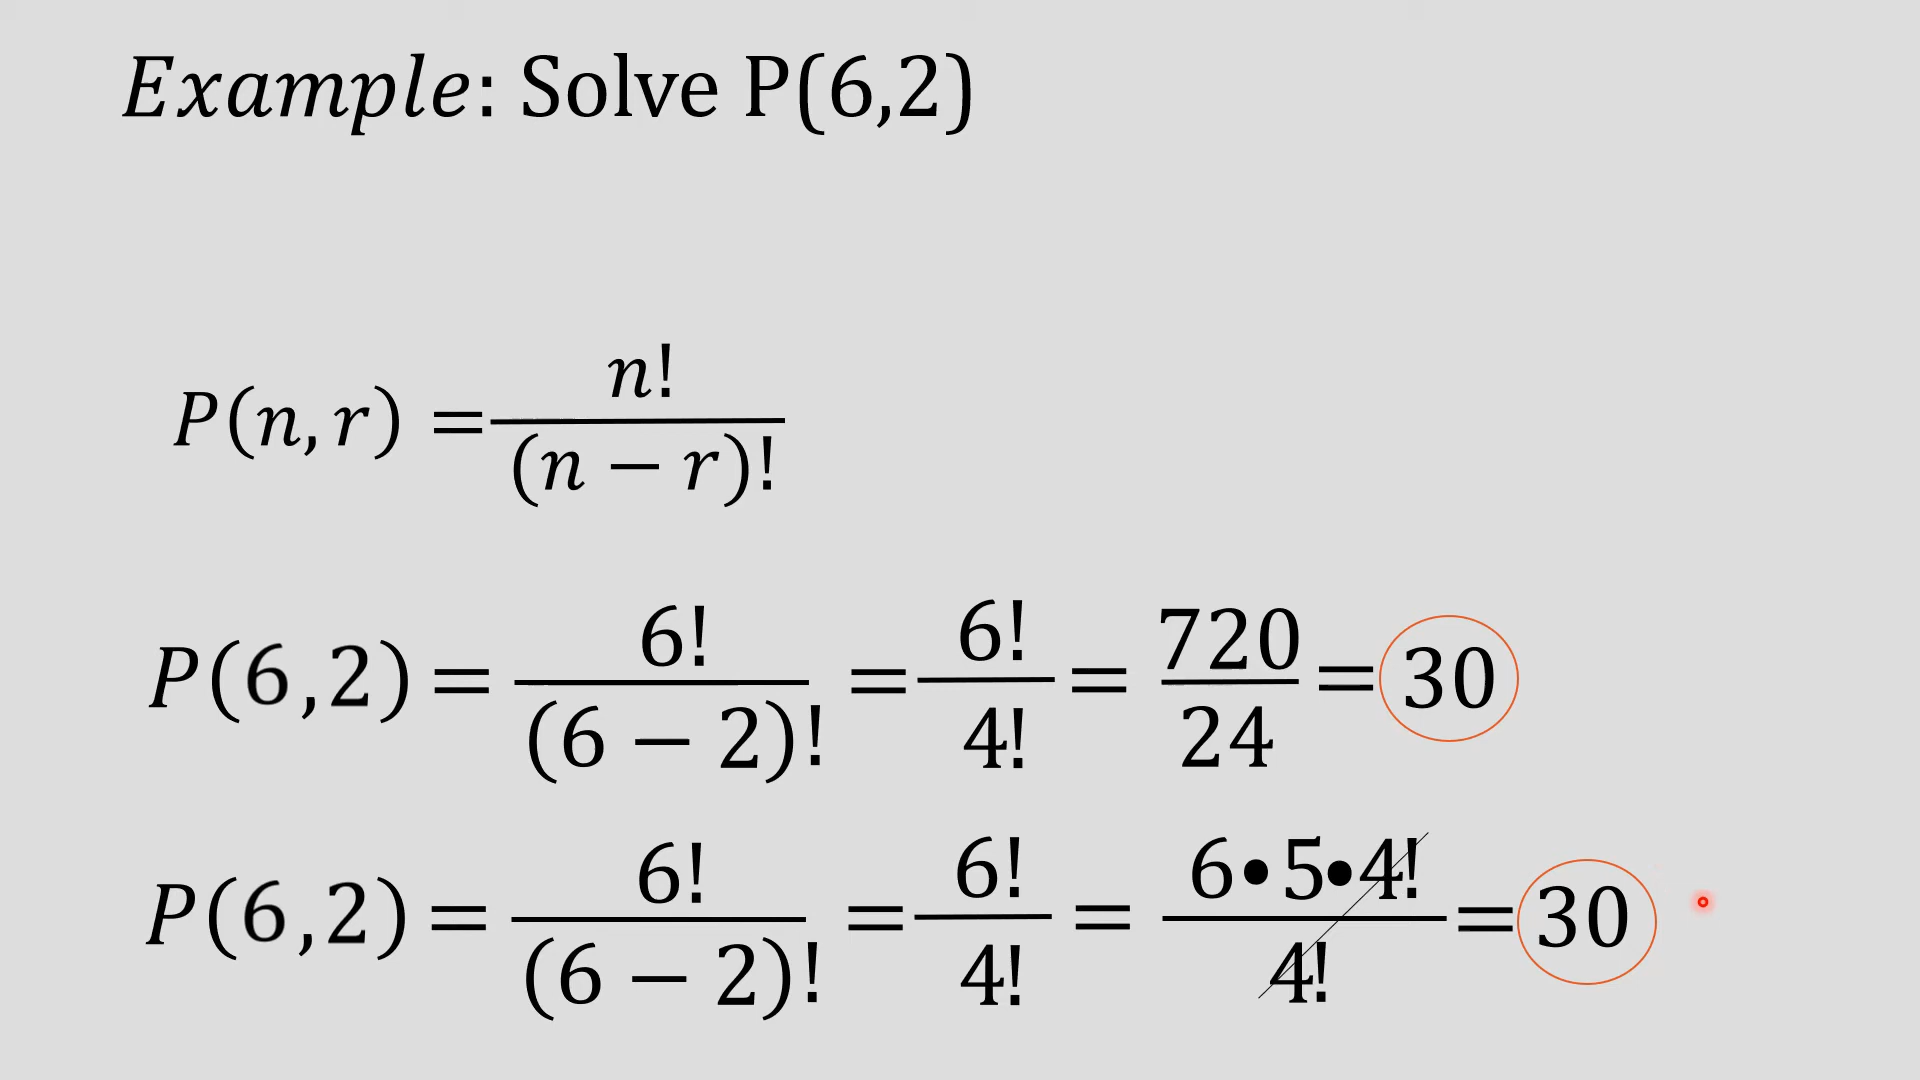 Example: Solve P(6,2)
P(n, r) = n! / (n − r)!
P(6,2) = 6! / (6 − 2)! = 6! / 4! = 720 / 24 = 30
P(6,2) = 6! / (6 − 2)! = 6! / 4! = 6•5•4! / 4! = 30